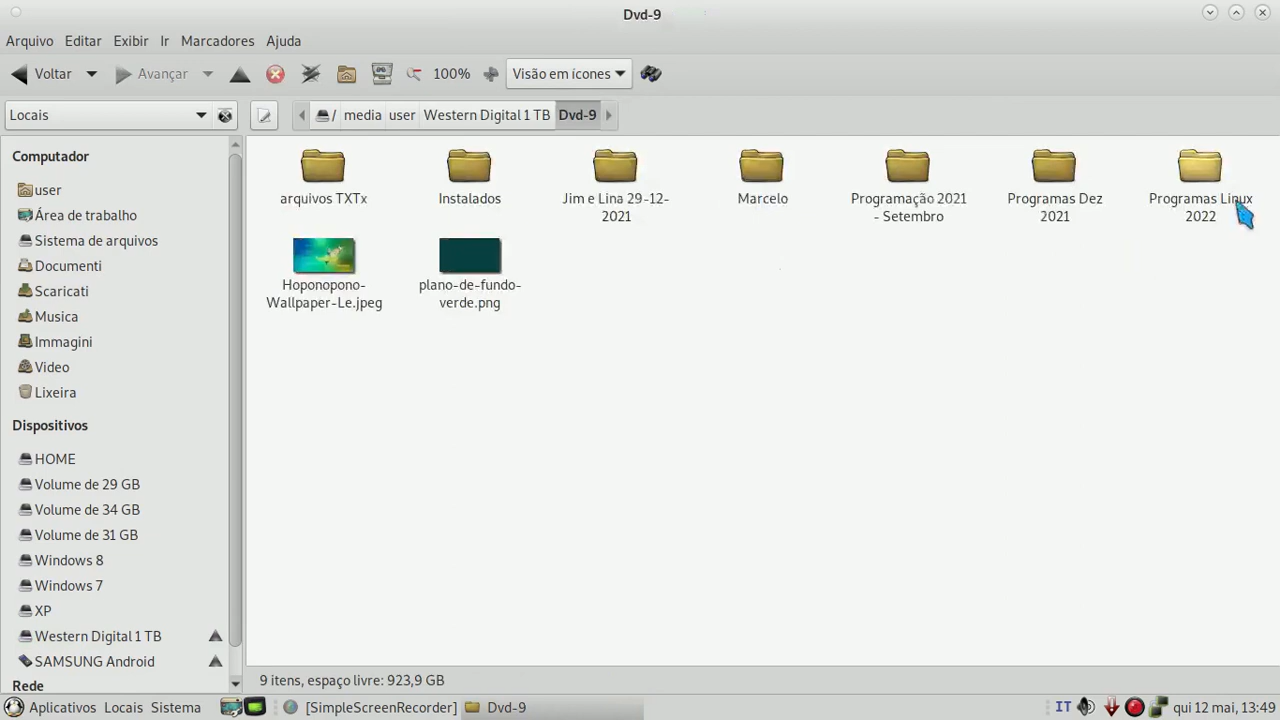 Dvd-9
Arquivo Editar Exibir Ir Marcadores Ajuda
Voltar Avançar 100% Visão em ícones
Locais / media user Western Digital 1 TB Dvd-9
Computador
user
Área de trabalho
Sistema de arquivos
Documenti
Scaricati
Musica
Immagini
Video
Lixeira
Dispositivos
HOME
Volume de 29 GB
Volume de 34 GB
Volume de 31 GB
Windows 8
Windows 7
XP
Western Digital 1 TB
SAMSUNG Android
Rede
arquivos TXTx
Instalados
Jim e Lina 29-12-
2021
Marcelo
Programação 2021
- Setembro
Programas Dez
2021
Programas Linux
2022
Hoponopono-
Wallpaper-Le.jpeg
plano-de-fundo-
verde.png
9 itens, espaço livre: 923,9 GB
Aplicativos Locais Sistema [SimpleScreenRecorder] Dvd-9 IT qui 12 mai, 13:49